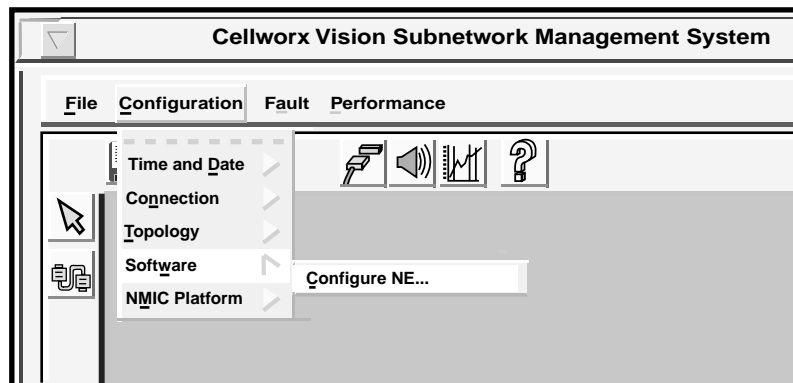 Cellworx Vision Subnetwork Management System
File Configuration Fault Performance
Time and Date
Connection
Topology
Software
Configure NE...
NMIC Platform
?